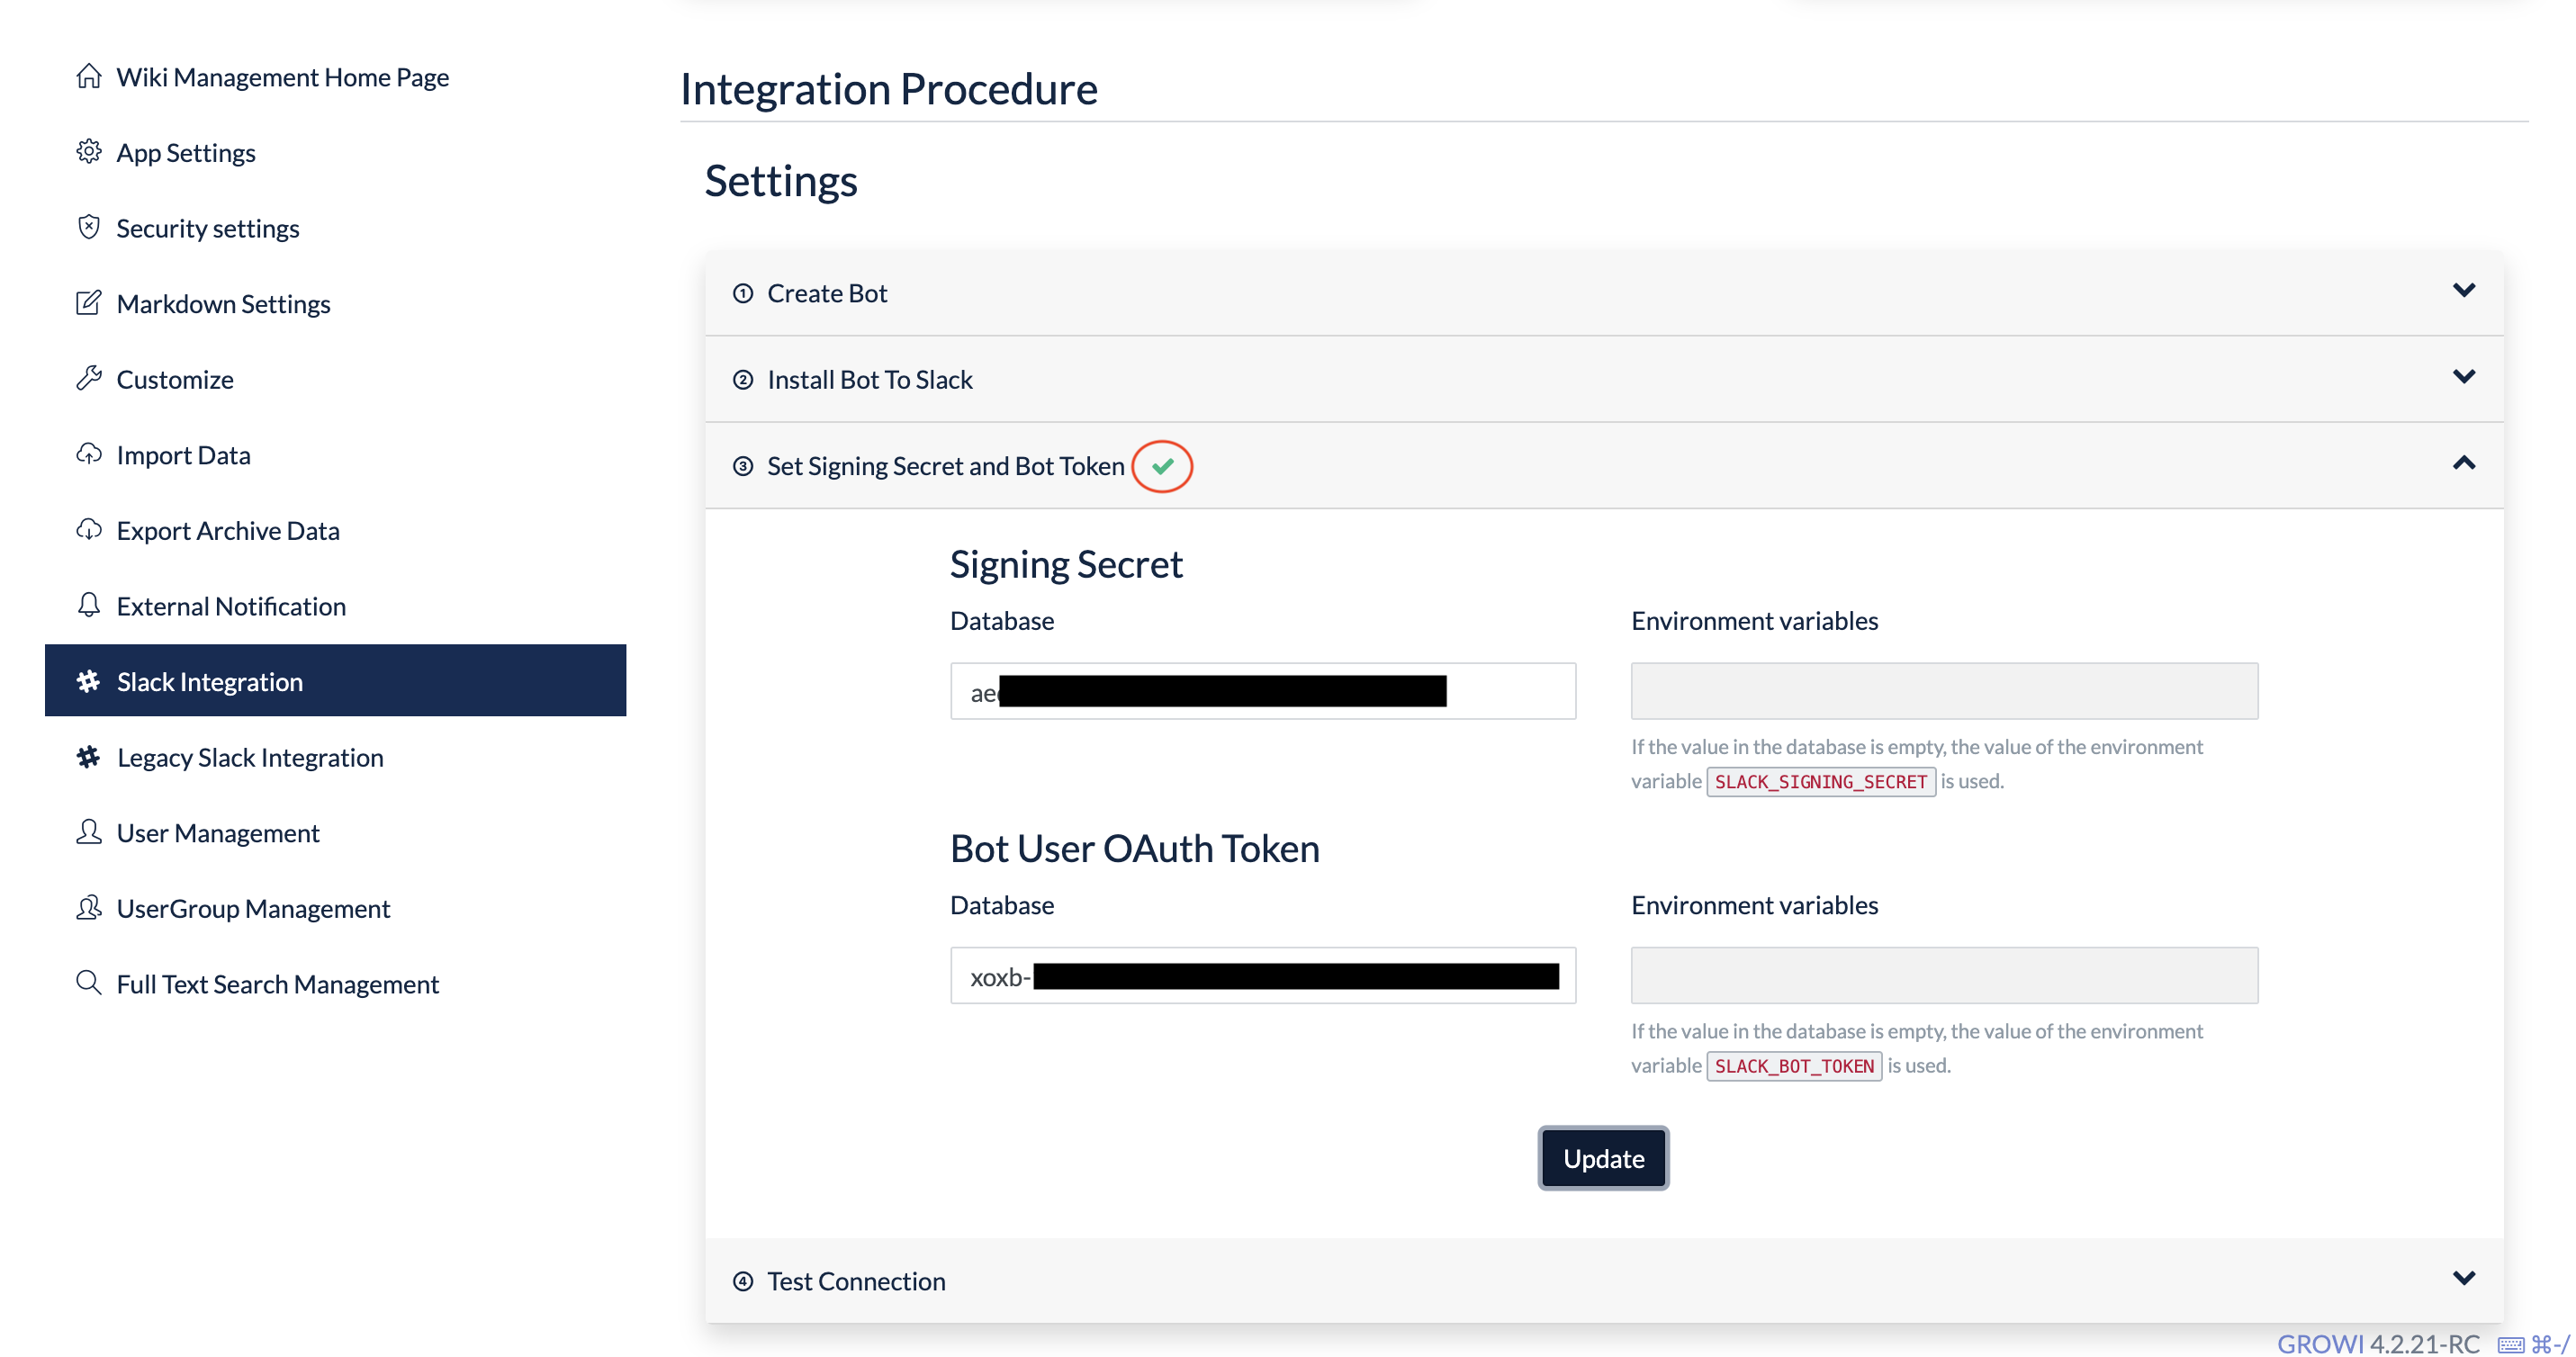 Wiki Management Home Page
App Settings
Security settings
Markdown Settings
Customize
Import Data
Export Archive Data
External Notification
Slack Integration
Legacy Slack Integration
User Management
UserGroup Management
Full Text Search Management
Integration Procedure
Settings
① Create Bot
② Install Bot To Slack
③ Set Signing Secret and Bot Token
Signing Secret
Database
Environment variables
If the value in the database is empty, the value of the environment
variable SLACK_SIGNING_SECRET is used.
Bot User OAuth Token
Database
Environment variables
xoxb-
If the value in the database is empty, the value of the environment
variable SLACK_BOT_TOKEN is used.
Update
④ Test Connection
GROWI 4.2.21-RC ⌘-/